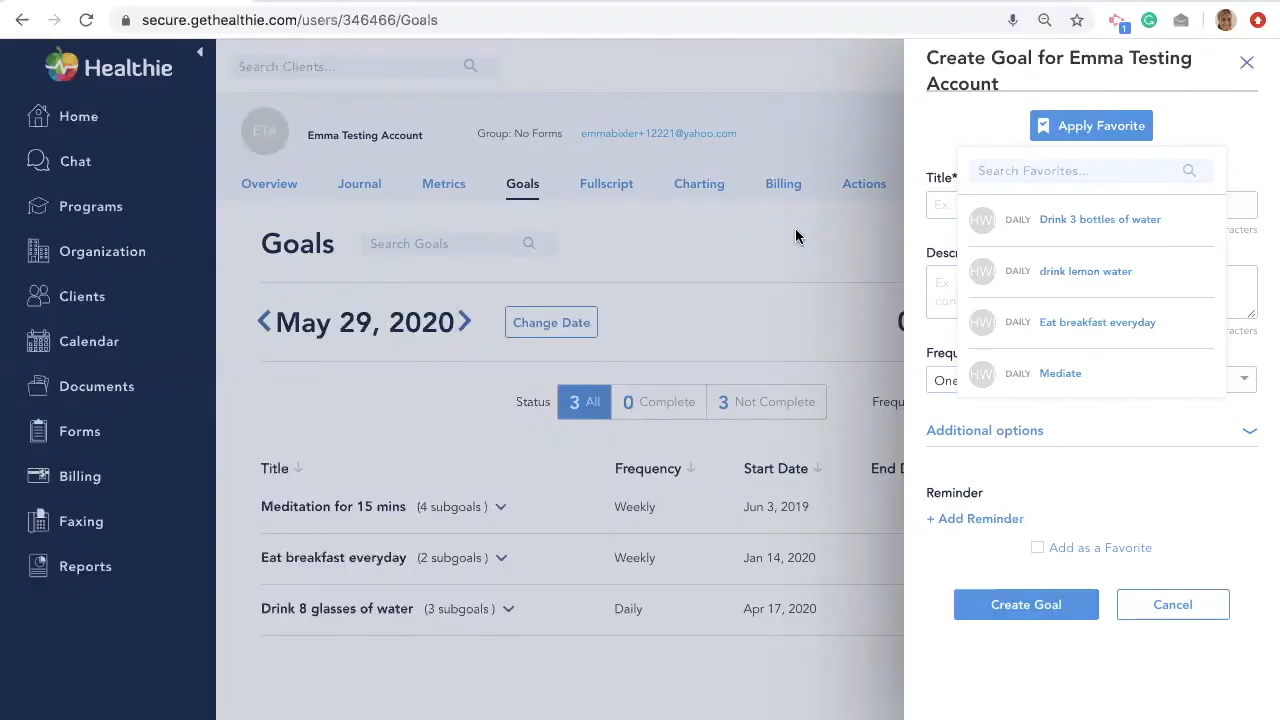 secure.gethealthie.com/users/346466/Goals
1
Healthie
Home
Chat
Programs
Organization
Clients
Calendar
Documents
Forms
Billing
Faxing
Reports
Search Clients...
ET#
Emma Testing Account
Group: No Forms
emmabixler+12221@yahoo.com
Overview
Journal
Metrics
Goals
Fullscript
Charting
Billing
Actions
Goals
Search Goals
May 29, 2020
Change Date
Status
3 All
0 Complete
3 Not Complete
Frequ
Title
Frequency
Start Date
End D
Meditation for 15 mins (4 subgoals )
Weekly
Jun 3, 2019
Eat breakfast everyday (2 subgoals )
Weekly
Jan 14, 2020
Drink 8 glasses of water (3 subgoals )
Daily
Apr 17, 2020
Create Goal for Emma Testing
Account
Apply Favorite
Search Favorites...
Title*
Ex:
HW DAILY Drink 3 bottles of water
acters
Descr
HW DAILY drink lemon water
Ex
con
HW DAILY Eat breakfast everyday
acters
Frequ
HW DAILY Mediate
One
Additional options
Reminder
+ Add Reminder
Add as a Favorite
Create Goal
Cancel